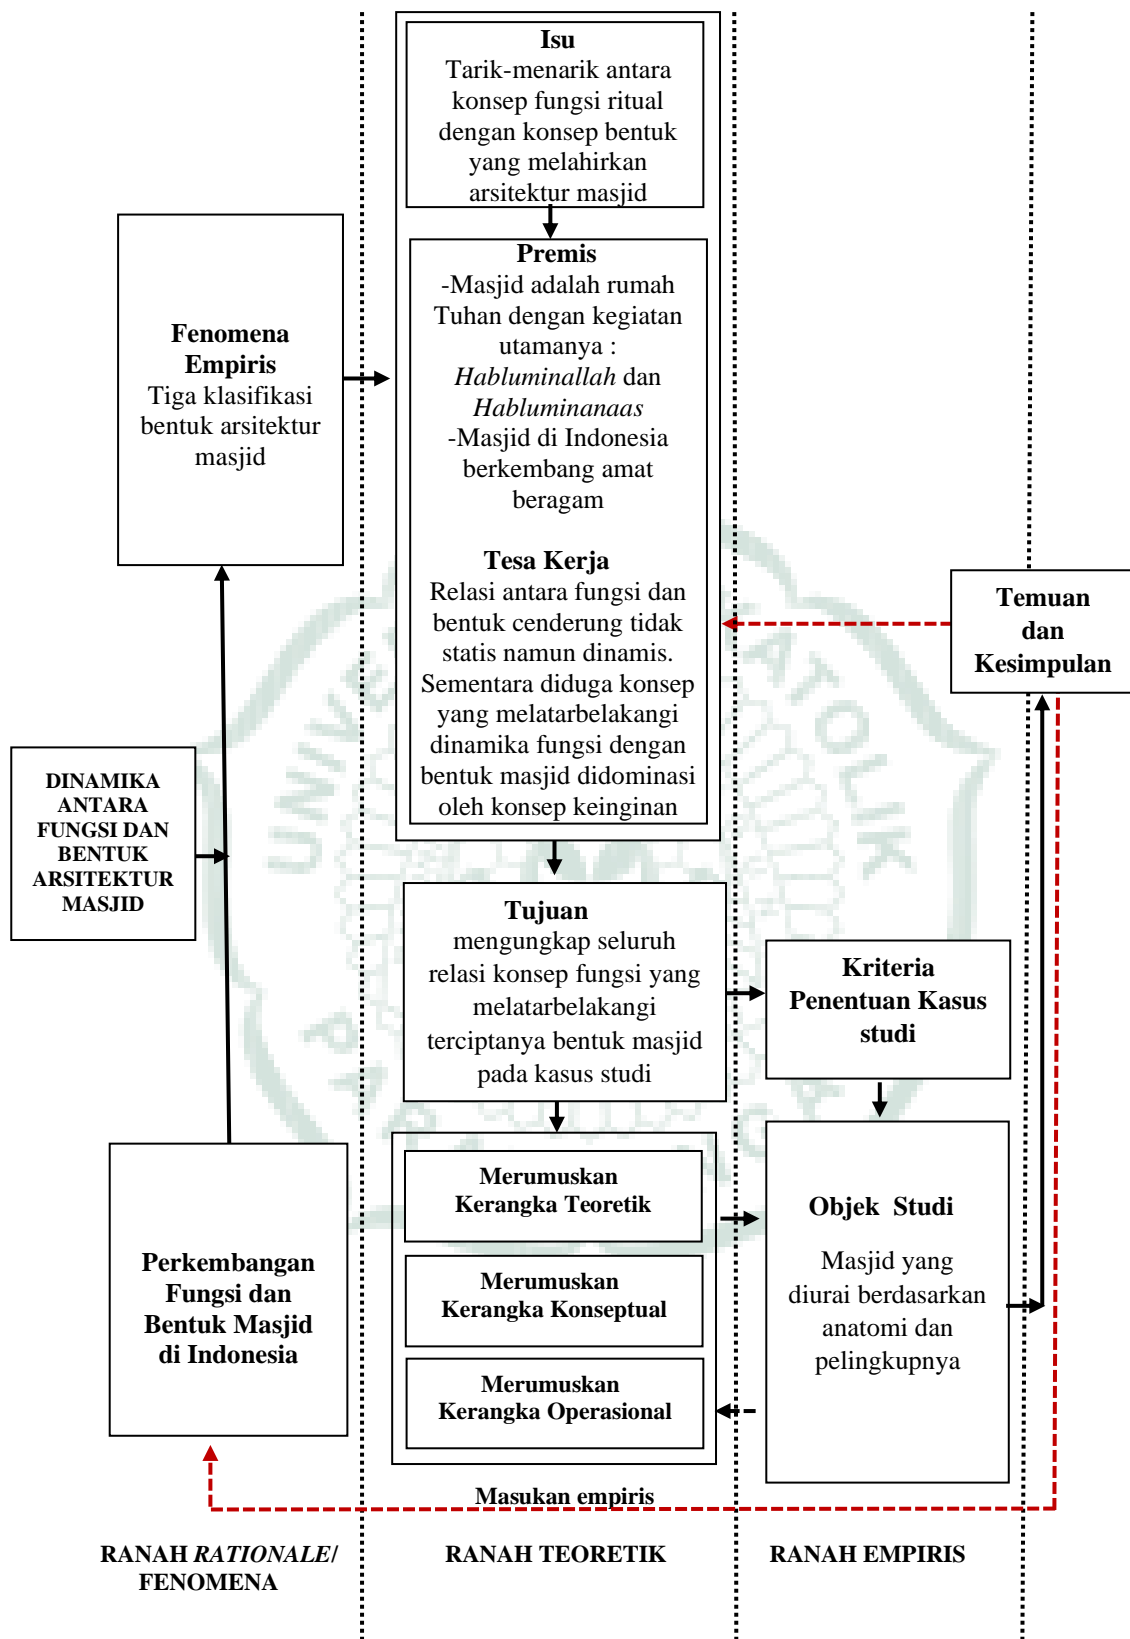 Isu
Tarik-menarik antara
konsep fungsi ritual
dengan konsep bentuk
yang melahirkan
arsitektur masjid
Premis
-Masjid adalah rumah
Tuhan dengan kegiatan
utamanya :
Habluminallah dan
Habluminanaas
-Masjid di Indonesia
berkembang amat
beragam
Tesa Kerja
Relasi antara fungsi dan
bentuk cenderung tidak
statis namun dinamis.
Sementara diduga konsep
yang melatarbelakangi
dinamika fungsi dengan
bentuk masjid didominasi
oleh konsep keinginan
Fenomena
Empiris
Tiga klasifikasi
bentuk arsitektur
masjid
Temuan
dan
Kesimpulan
DINAMIKA
ANTARA
FUNGSI DAN
BENTUK
ARSITEKTUR
MASJID
Tujuan
mengungkap seluruh
relasi konsep fungsi yang
melatarbelakangi
terciptanya bentuk masjid
pada kasus studi
Kriteria
Penentuan Kasus
studi
Perkembangan
Fungsi dan
Bentuk Masjid
di Indonesia
Merumuskan
Kerangka Teoretik
Merumuskan
Kerangka Konseptual
Merumuskan
Kerangka Operasional
Objek Studi
Masjid yang
diurai berdasarkan
anatomi dan
pelingkupnya
Masukan empiris
RANAH RATIONALE/
FENOMENA
RANAH TEORETIK
RANAH EMPIRIS